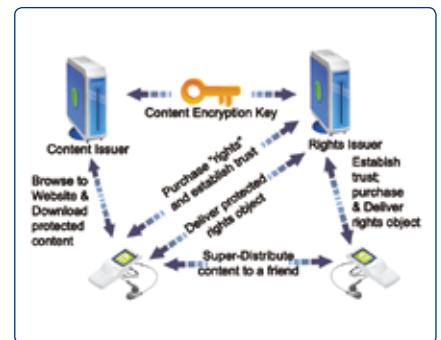 Content Encryption Key
Content Issuer
Rights Issuer
Browse to
Website &
Download
protected
content
Purchase "rights"
and establish trust
Deliver protected
rights object
Establish
trust;
purchase
& Deliver
rights object
Super-Distribute
content to a friend